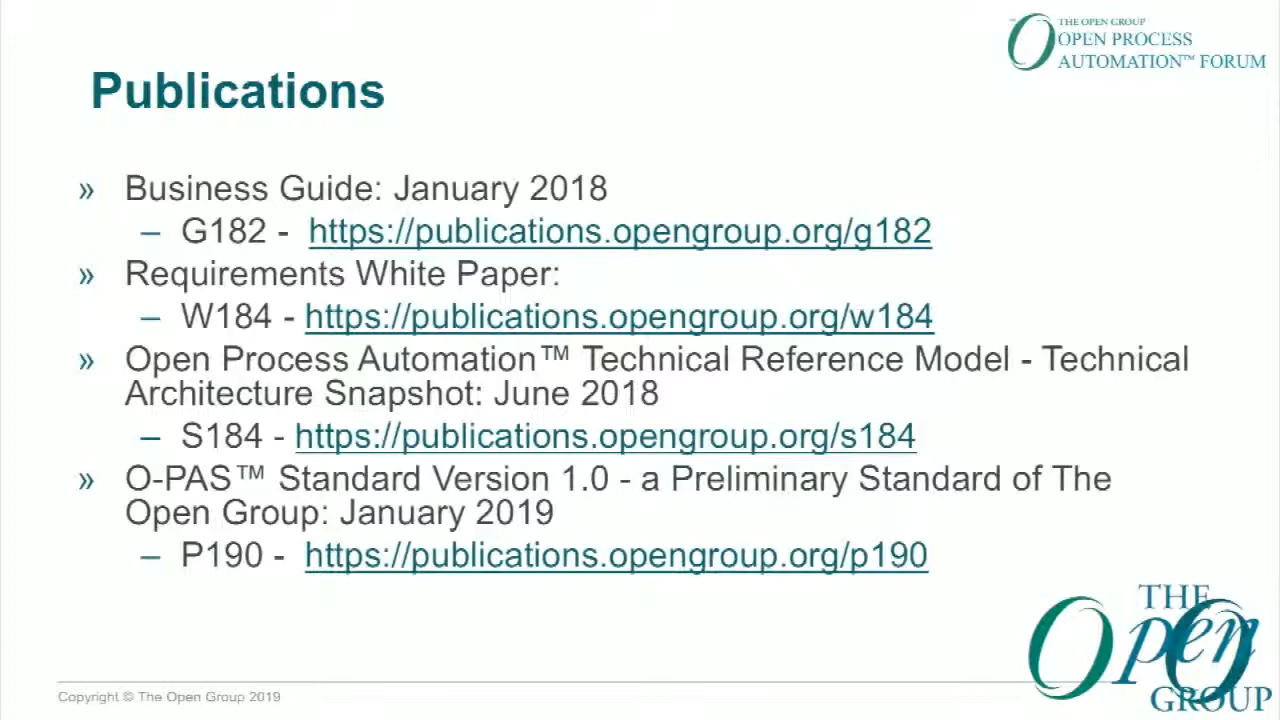 THE OPEN GROUP
OPEN PROCESS
AUTOMATION™ FORUM
Publications
» Business Guide: January 2018
– G182 - https://publications.opengroup.org/g182
» Requirements White Paper:
– W184 - https://publications.opengroup.org/w184
» Open Process Automation™ Technical Reference Model - Technical
Architecture Snapshot: June 2018
– S184 - https://publications.opengroup.org/s184
» O-PAS™ Standard Version 1.0 - a Preliminary Standard of The
Open Group: January 2019
– P190 - https://publications.opengroup.org/p190
THE
Open
GROUP
Copyright © The Open Group 2019